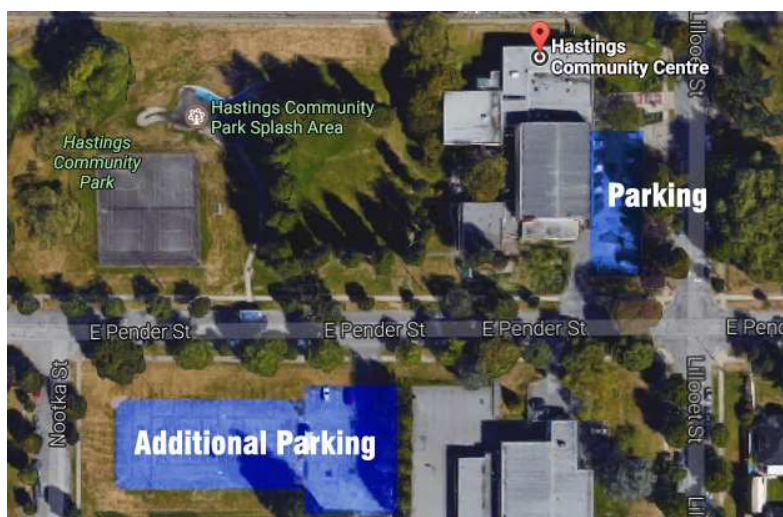 Lillooet St
Hastings
Community Centre
Hastings Community
Park Splash Area
Hastings
Community
Park
Parking
E Pender St
E Pender St
E Pender St
E Pend
Nootka St
Additional Parking
Lillooet St
Lil